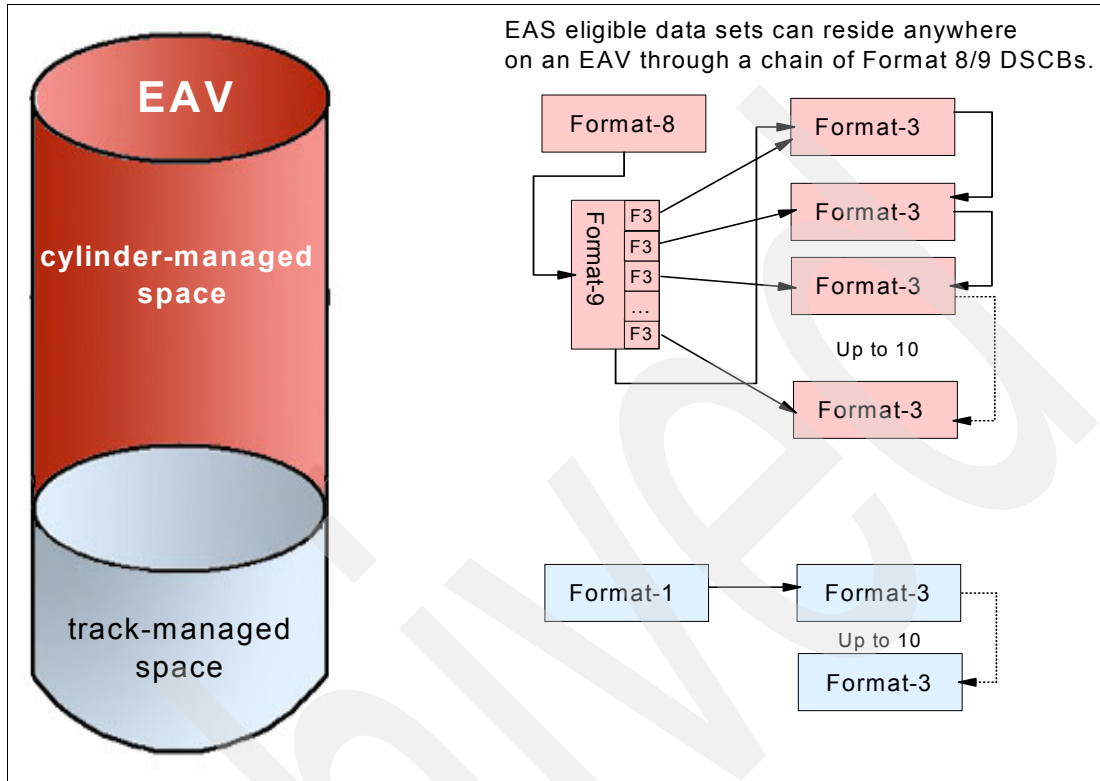 EAS eligible data sets can reside anywhere
on an EAV through a chain of Format 8/9 DSCBs.
EAV
cylinder-managed
space
track-managed
space
Format-8
Format-9
F3
F3
F3
...
F3
Format-3
Format-3
Format-3
Up to 10
Format-3
Format-1
Format-3
Up to 10
Format-3
hived